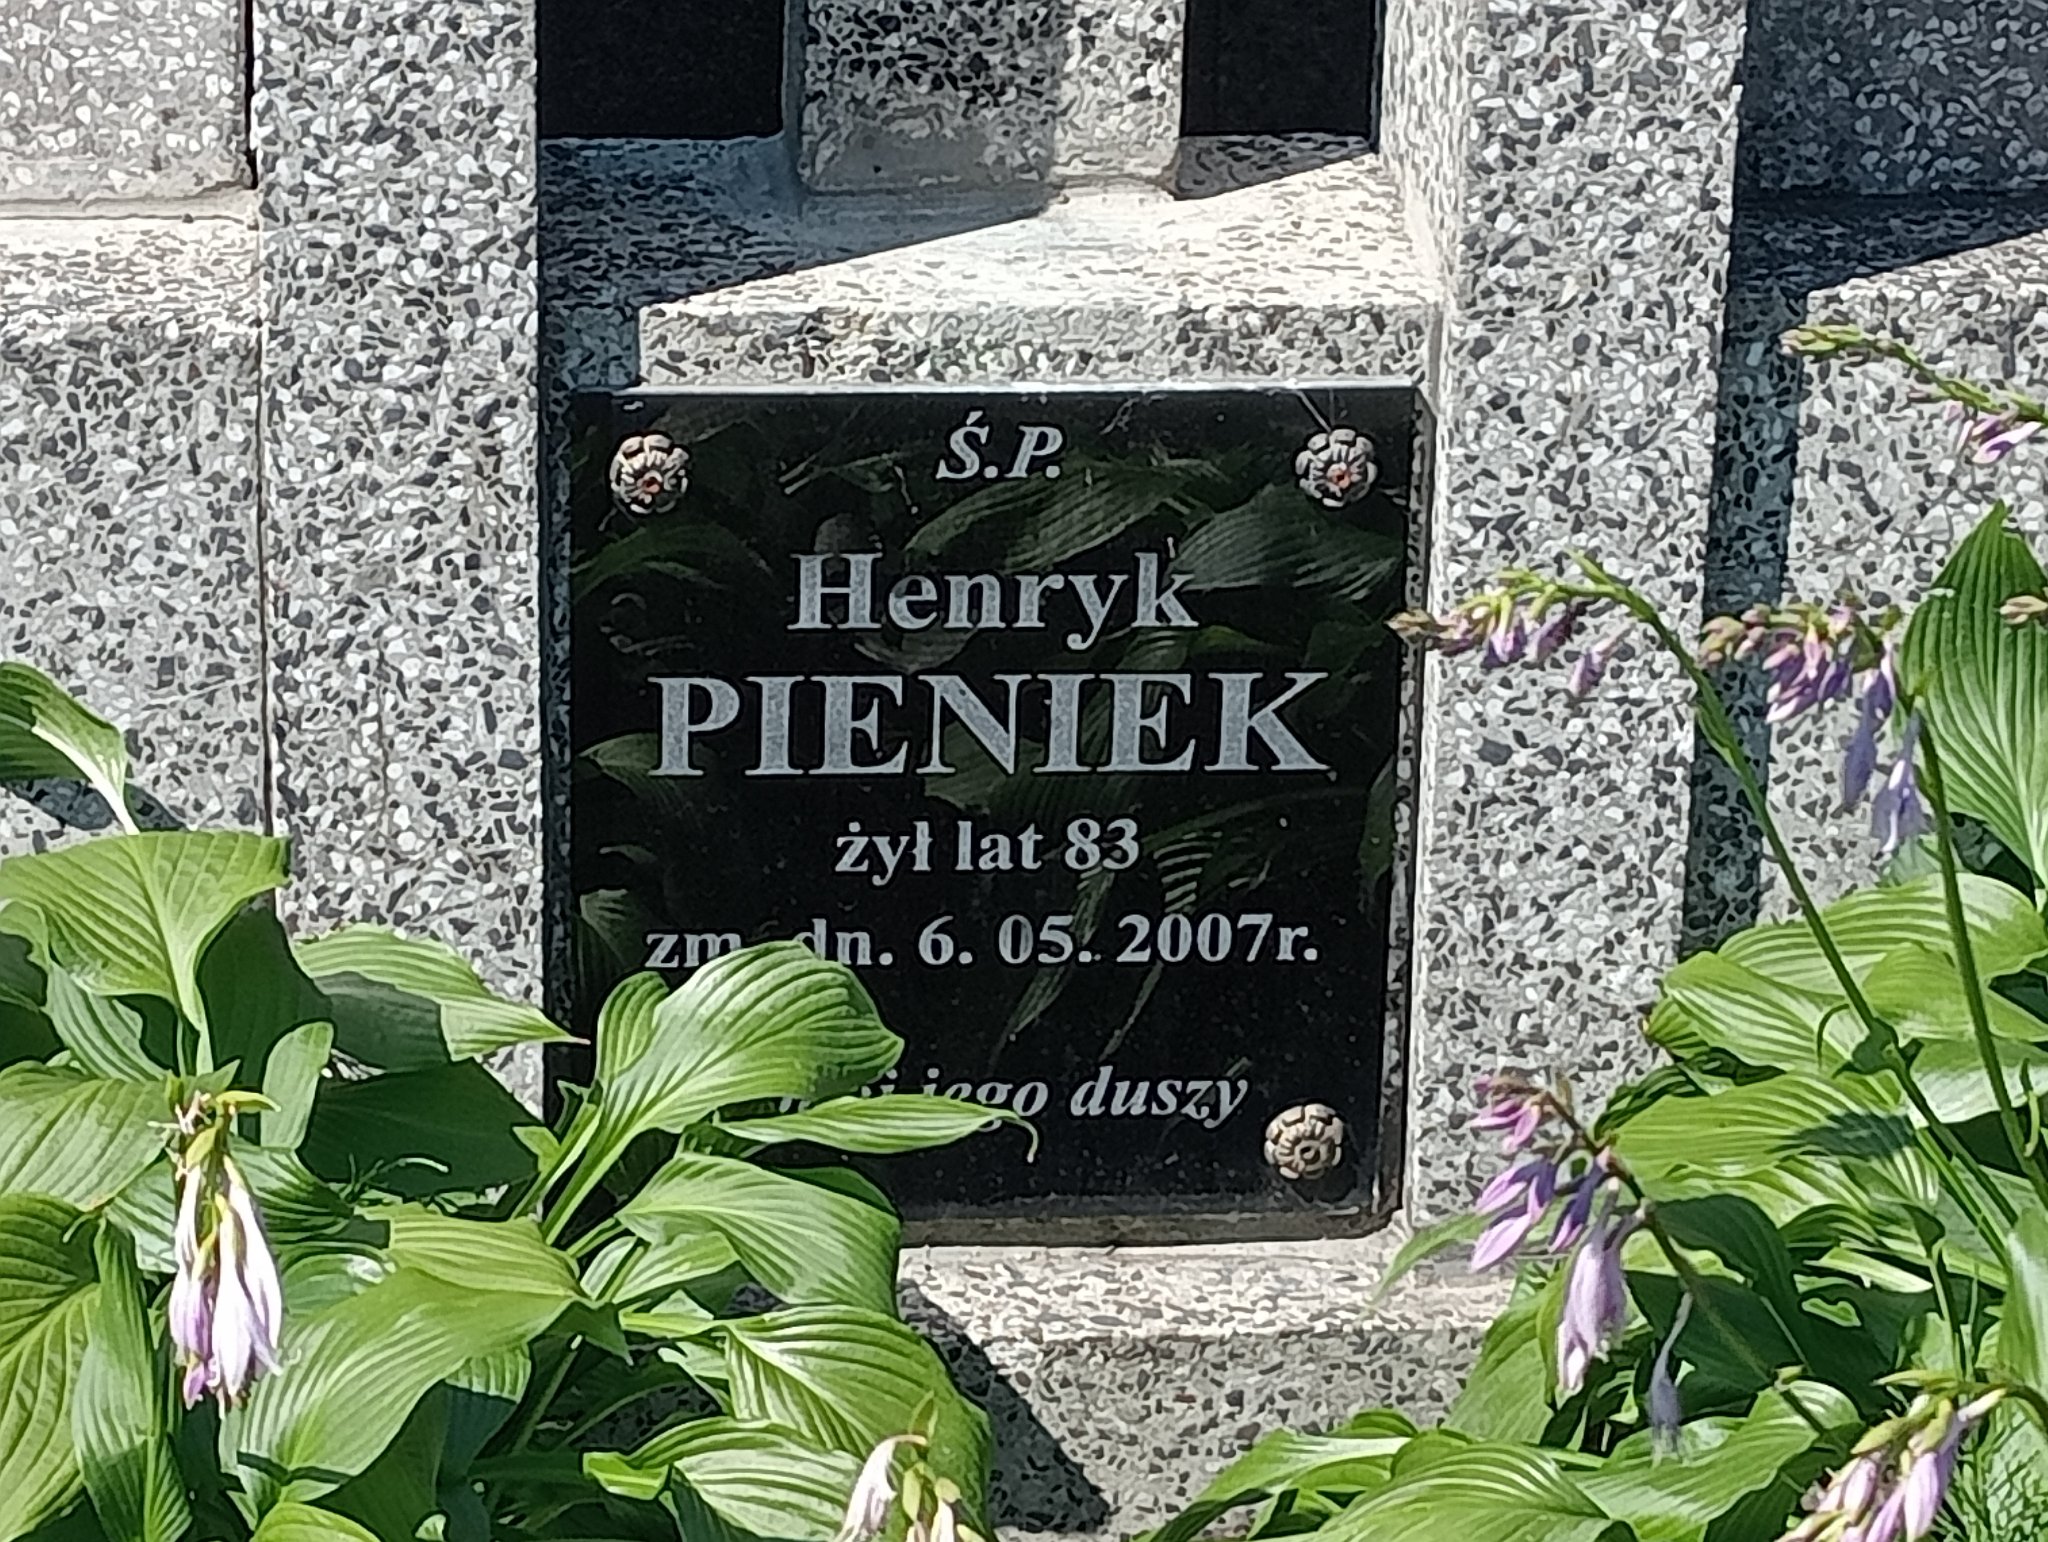 Ś.P.
Henryk
PIENIEK
żył lat 83
zm. dn. 6. 05. 2007r.
jego duszy